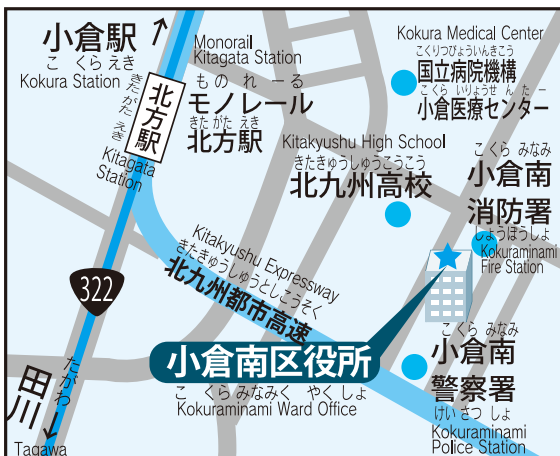 小倉駅
こ くら えき
Kokura Station
Monorail
Kitagata Station
も の れ ー る
モノレール
きた がた えき
北方駅
きた がた えき
北方駅
Kitagata
Station
Kokura Medical Center
こくりつびょういんきこう
国立病院機構
こくら いりょうせ ん た ー
小倉医療センター
Kitakyushu High School
きたきゅうしゅうこうこう
北九州高校
こ くら みなみ
小倉南
消防署
しょうぼうしょ
Kokuraminami
Fire Station
Kitakyushu Expressway
きたきゅうしゅうとしこうそく
北九州都市高速
322
小倉南区役所
こ くら みなみく やく しょ
Kokuraminami Ward Office
こ くら みなみ
小倉南
警察署
けい さつ しょ
Kokuraminami
Police Station
たがわ
田川
Tagawa